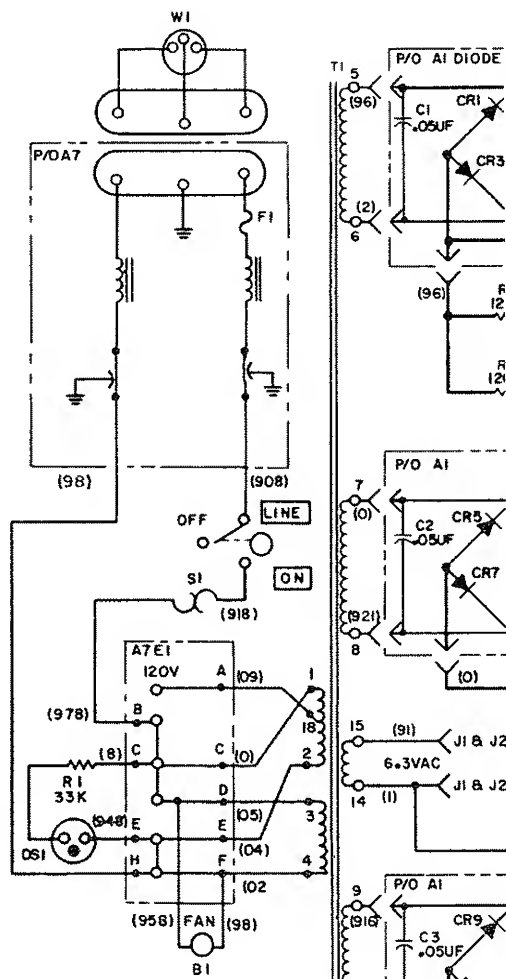 W1
T1
P/O A1 DIODE
5
(96)
C1
.05UF
CR1
CR3
P/OA7
F1
(2)
6
(96)
12
120
(98)
(908)
7
(0)
P/O A1
C2
.05UF
CR5
CR7
OFF
LINE
ON
S1
(918)
(921)
8
(0)
A7E1
120V
A
(09)
1
(978)
B
18
15
(91)
J1 & J2
(8)
C
C
(0)
2
6.3VAC
R1
33K
D
(05)
3
14
(1)
J1 & J2
(948)
E
E
(04)
DS1
H
F
(02
4
9
(916)
P/O A1
CR9
C3
.05UF
(958)
FAN
(98)
B1